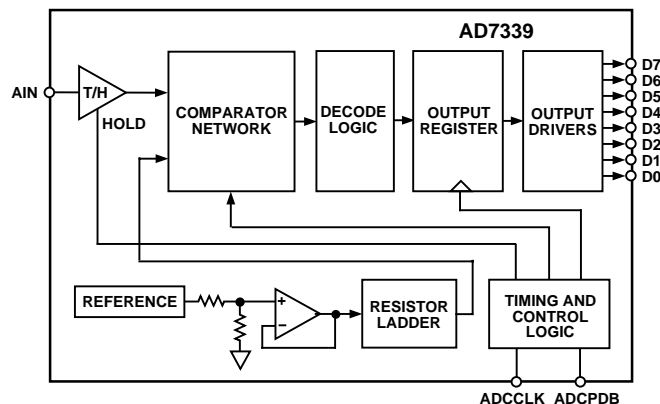 AD7339
AIN
T/H
HOLD
COMPARATOR
NETWORK
DECODE
LOGIC
OUTPUT
REGISTER
OUTPUT
DRIVERS
D7
D6
D5
D4
D3
D2
D1
D0
REFERENCE
+
−
RESISTOR
LADDER
TIMING AND
CONTROL
LOGIC
ADCCLK ADCPDB